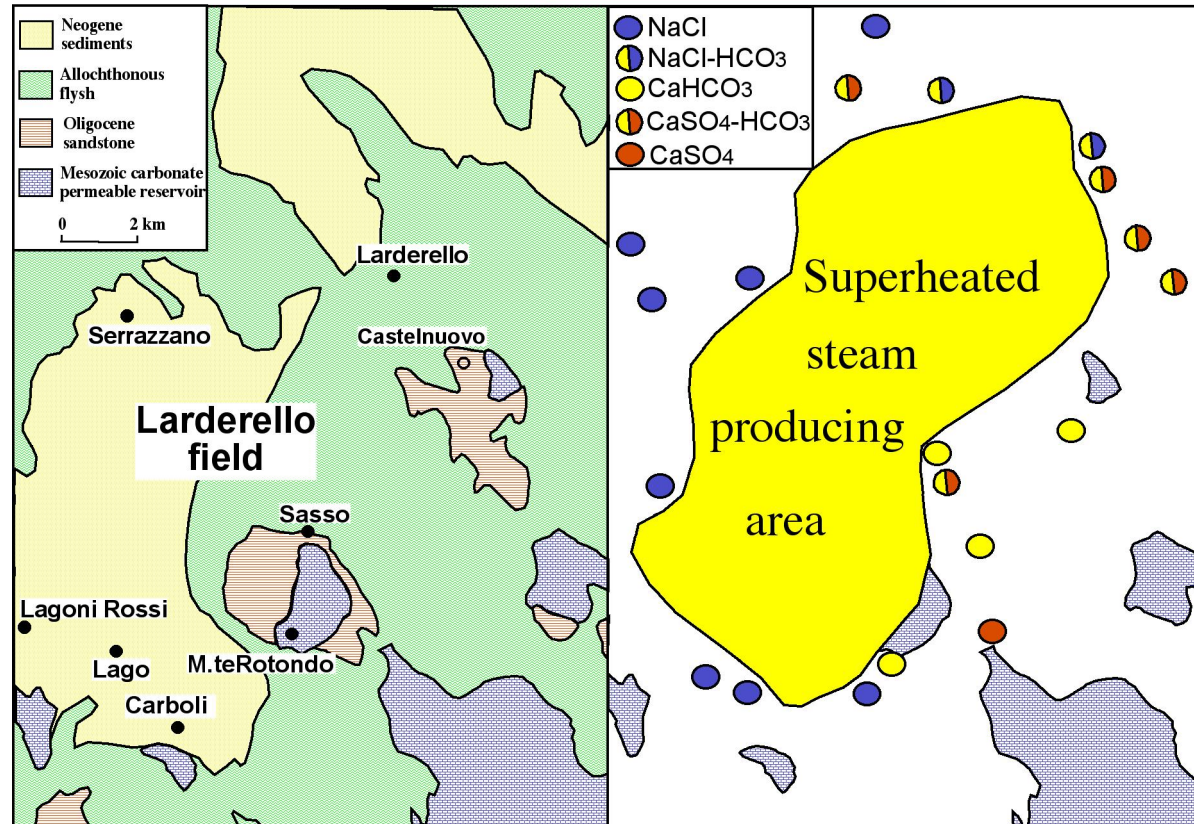 Neogene
sediments
Allochthonous
flysh
Oligocene
sandstone
Mesozoic carbonate
permeable reservoir
0 2 km
Larderello
Serrazzano
Castelnuovo
Larderello
field
Sasso
Lagoni Rossi
Lago
M.teRotondo
Carboli
NaCl
NaCl-HCO3
CaHCO3
CaSO4-HCO3
CaSO4
Superheated
steam
producing
area